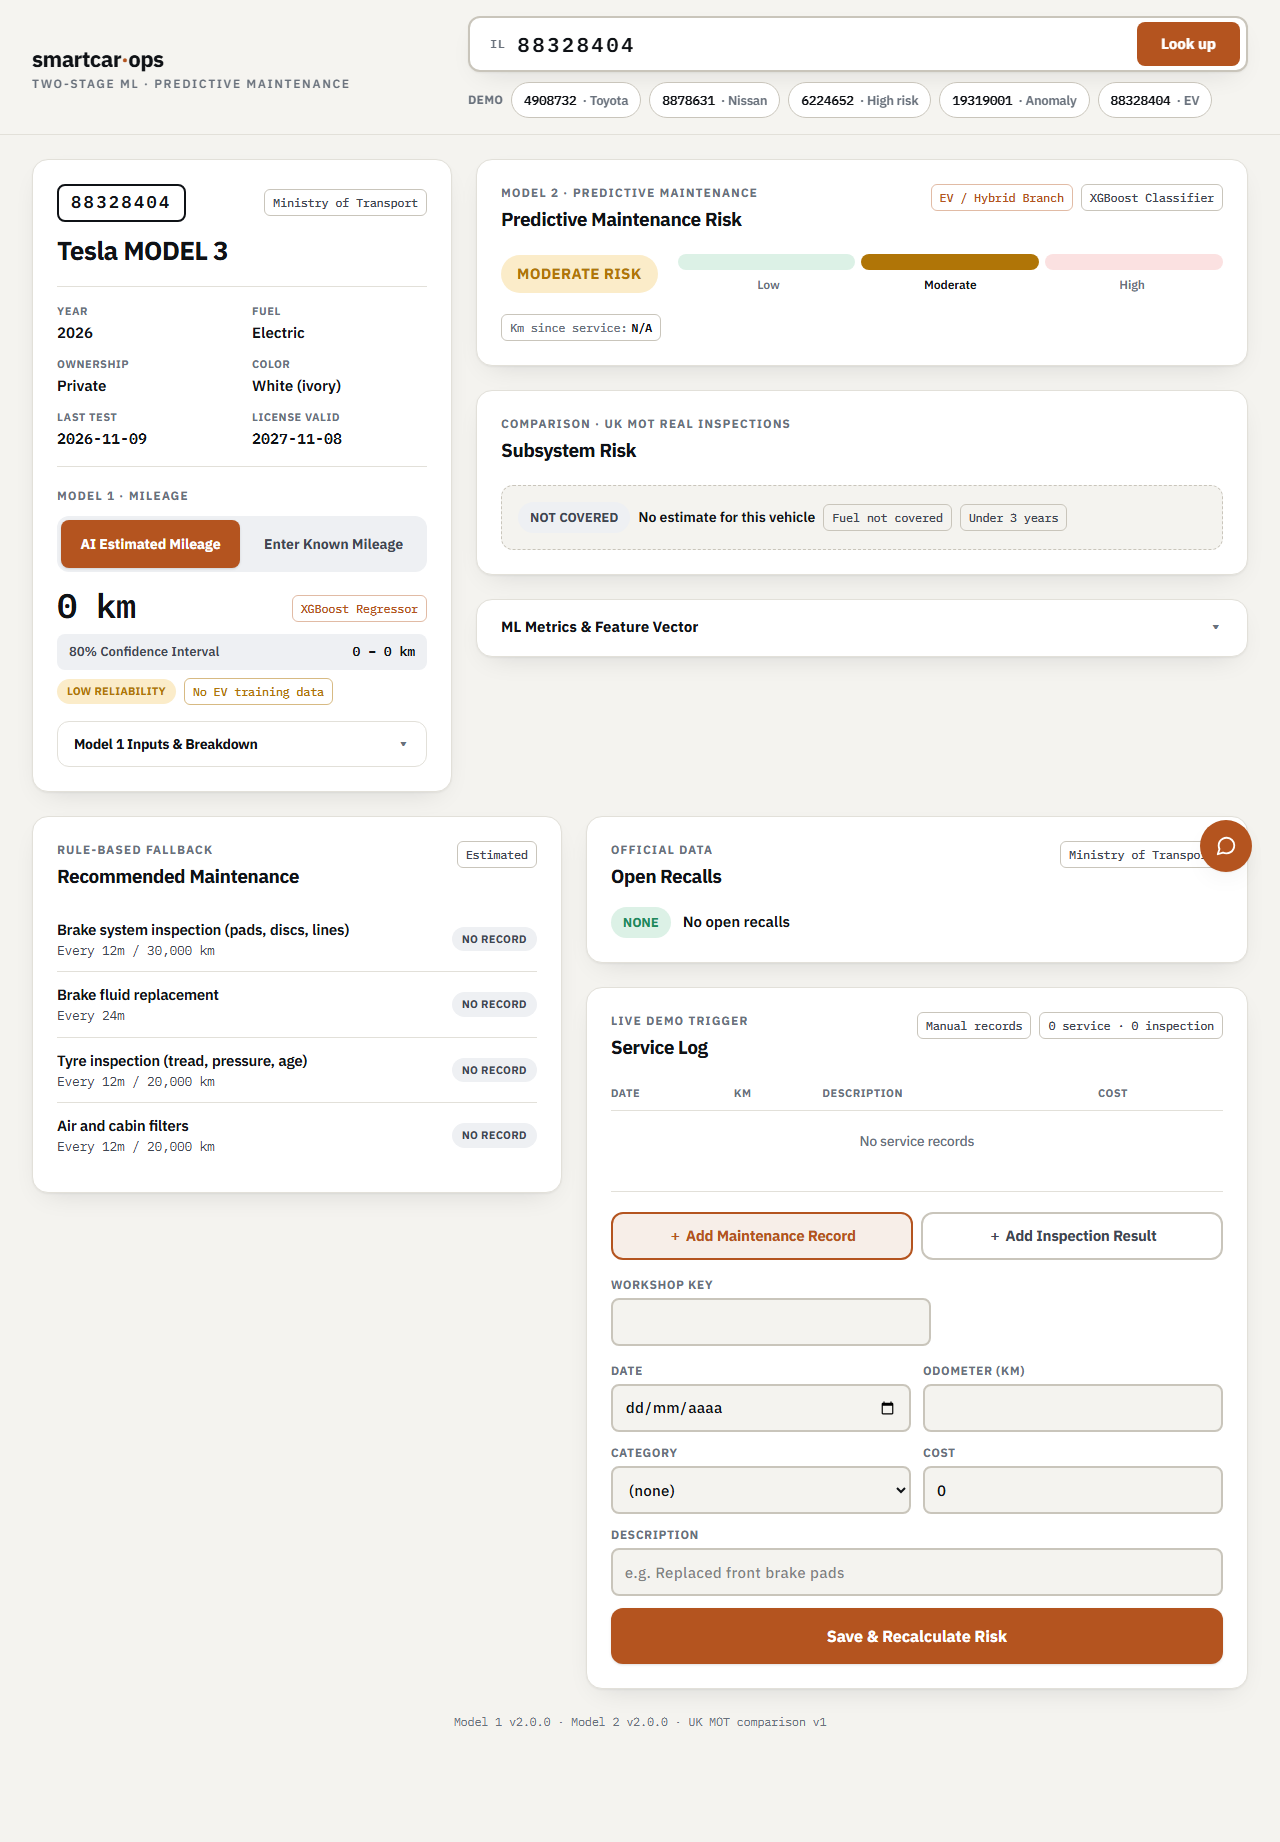 smartcar·ops
TWO-STAGE ML · PREDICTIVE MAINTENANCE
IL 88328404
Look up
DEMO
4908732 · Toyota
8878631 · Nissan
6224652 · High risk
19319001 · Anomaly
88328404 · EV
88328404
Ministry of Transport
Tesla MODEL 3
YEAR
2026
FUEL
Electric
OWNERSHIP
Private
COLOR
White (ivory)
LAST TEST
2026-11-09
LICENSE VALID
2027-11-08
MODEL 1 · MILEAGE
AI Estimated Mileage
Enter Known Mileage
0 km
XGBoost Regressor
80% Confidence Interval
0 – 0 km
LOW RELIABILITY
No EV training data
Model 1 Inputs & Breakdown
MODEL 2 · PREDICTIVE MAINTENANCE
Predictive Maintenance Risk
EV / Hybrid Branch
XGBoost Classifier
MODERATE RISK
Low
Moderate
High
Km since service: N/A
COMPARISON · UK MOT REAL INSPECTIONS
Subsystem Risk
NOT COVERED
No estimate for this vehicle
Fuel not covered
Under 3 years
ML Metrics & Feature Vector
RULE-BASED FALLBACK
Recommended Maintenance
Estimated
Brake system inspection (pads, discs, lines)
Every 12m / 30,000 km
NO RECORD
Brake fluid replacement
Every 24m
NO RECORD
Tyre inspection (tread, pressure, age)
Every 12m / 20,000 km
NO RECORD
Air and cabin filters
Every 12m / 20,000 km
NO RECORD
OFFICIAL DATA
Open Recalls
Ministry of
NONE
No open recalls
LIVE DEMO TRIGGER
Service Log
Manual records
0 service · 0 inspection
DATE
KM
DESCRIPTION
COST
No service records
+ Add Maintenance Record
+ Add Inspection Result
WORKSHOP KEY
DATE
dd/mm/aaaa
ODOMETER (KM)
CATEGORY
(none)
COST
0
DESCRIPTION
e.g. Replaced front brake pads
Save & Recalculate Risk
Model 1 v2.0.0 · Model 2 v2.0.0 · UK MOT comparison v1